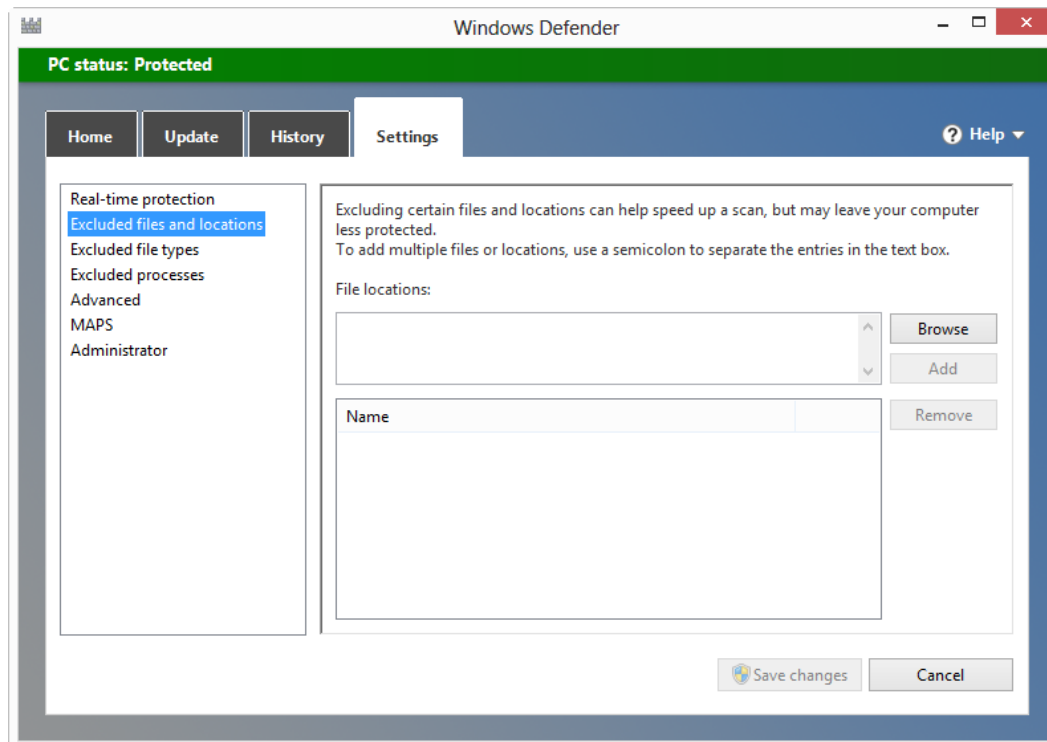 Windows Defender
PC status: Protected
Home
Update
History
Settings
Help
Real-time protection
Excluded files and locations
Excluded file types
Excluded processes
Advanced
MAPS
Administrator
Excluding certain files and locations can help speed up a scan, but may leave your computer
less protected.
To add multiple files or locations, use a semicolon to separate the entries in the text box.
File locations:
Browse
Add
Name
Remove
Save changes
Cancel